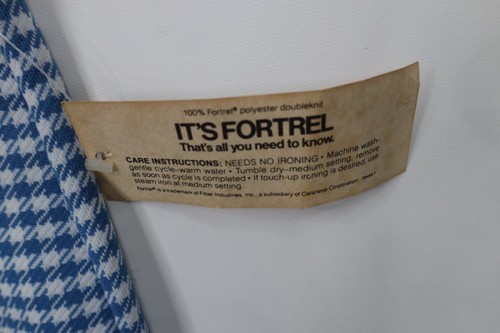 100% Fortrel® polyester doubleknit
IT'S FORTREL
That's all you need to know.
CARE INSTRUCTIONS: NEEDS NO IRONING • Machine wash-
gentle cycle-warm water • Tumble dry-medium setting, remove
as soon as cycle is completed • If touch-up ironing is desired, use
steam iron at medium setting.
Fortrel® is a trademark of Fiber Industries, Inc., a subsidiary of Celanese Corporation.